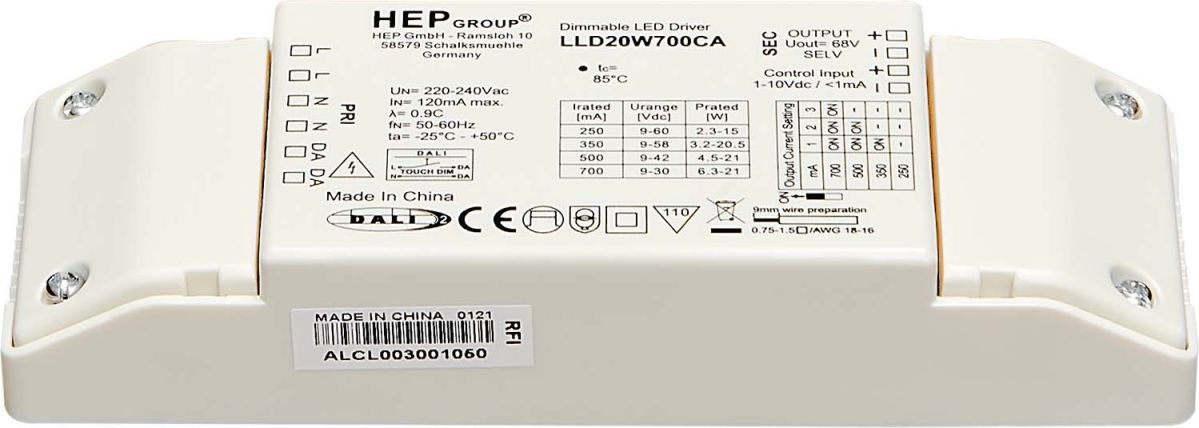 HEP GROUP®
HEP GmbH - Ramsloh 10
58579 Schalksmuehle
Germany
Dimmable LED Driver
LLD20W700CA
• tc=
85°C
L
L
N
N
DA
DA
PRI
UN= 220-240Vac
IN= 120mA max.
λ= 0.9C
fN= 50-60Hz
ta= -25°C - +50°C
DALI
L DA
TOUCH DIM
N DA
Made In China
DALI 2
CE
110
Irated [mA] Urange [Vdc] Prated [W]
250 9-60 2.3-15
350 9-58 3.2-20.5
500 9-42 4.5-21
700 9-30 6.3-21
SEC
OUTPUT +
Uout= 68V
SELV -
Control Input +
1-10Vdc / <1mA -
Output Current Setting
mA 1 2 3
700 ON ON ON
500 ON ON -
350 ON - -
250 - - -
ON
9mm wire preparation
0.75-1.5□/AWG 18-16
MADE IN CHINA 0121
RFI
ALCL003001050